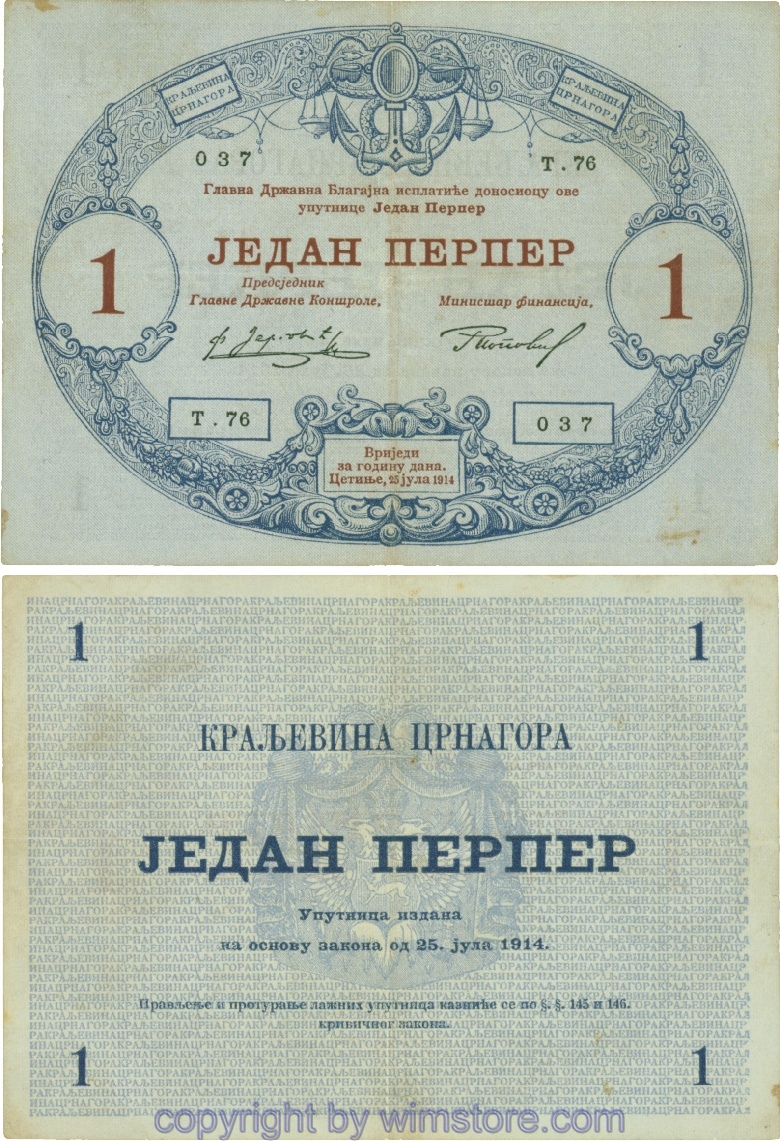 КРАЉЕВИНА
ЦРНАГОРА
КРАЉЕВИНА
ЦРНАГОРА
037
Т.76
Главна Државна Благајна исплатиће доносиоцу ове
упутнице Један Перпер
ЈЕДАН ПЕРПЕР
1
1
Предсједник
Главне Државне Контроле,
Министар финансија,
Т.76
037
Вриједи
за годину дана.
Цетиње, 25 јула 1914
1
1
КРАЉЕВИНА ЦРНАГОРА
ЈЕДАН ПЕРПЕР
Упутница издана
на основу закона од 25. јула 1914.
Прављење и протурање лажних упутница казниће се по §. §. 145 и 146.
кривичног закона.
1
1
copyright by wimstore.com